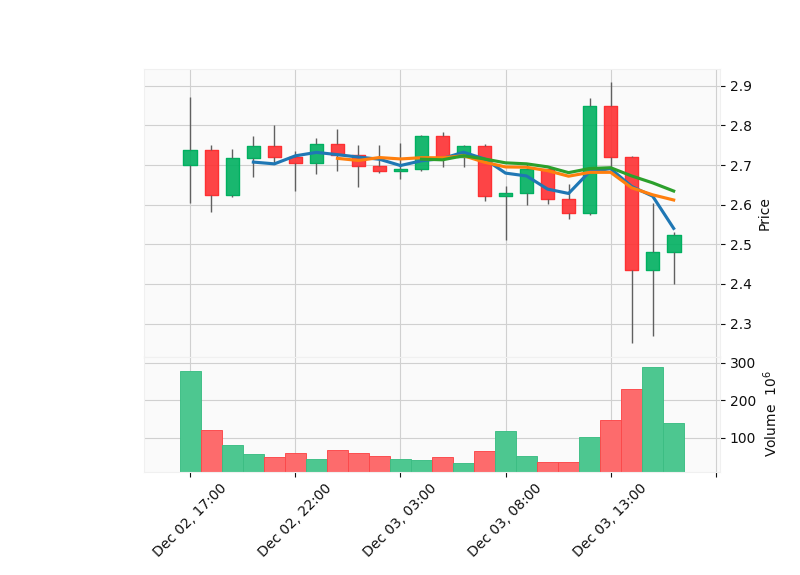 2.9
2.8
2.7
2.6
2.5
2.4
2.3
Price
300
200
100
Volume 10⁶
Dec 02, 17:00
Dec 02, 22:00
Dec 03, 03:00
Dec 03, 08:00
Dec 03, 13:00